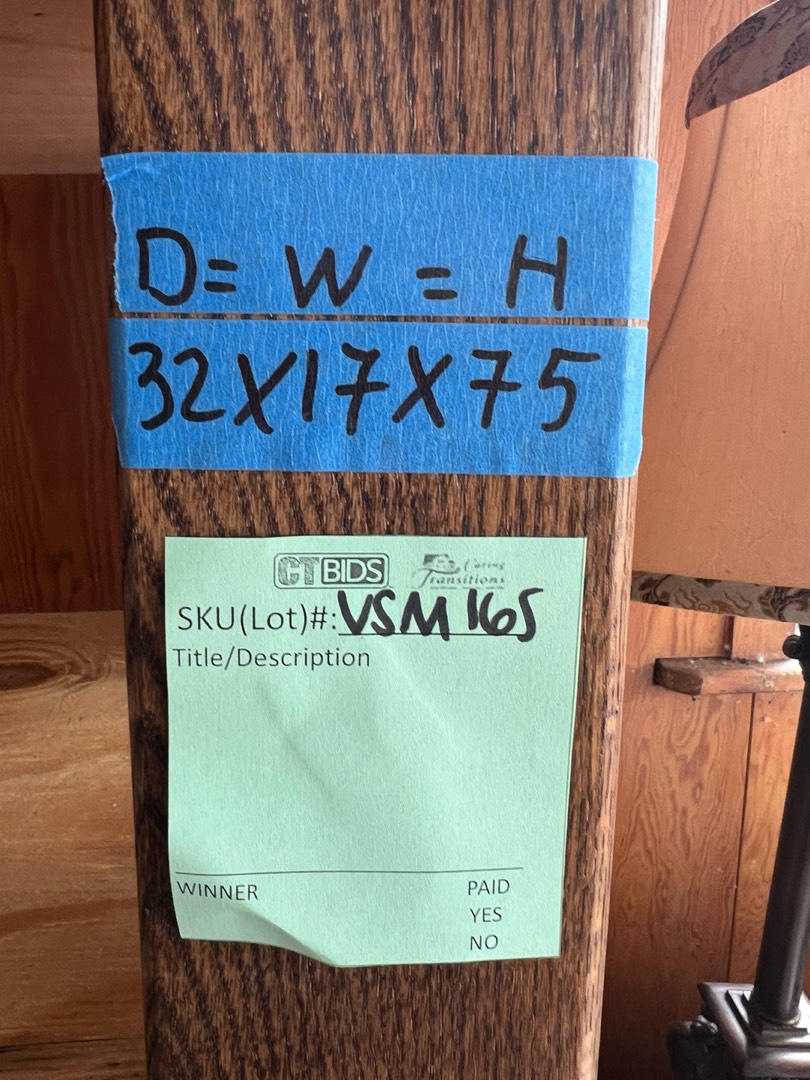 D= W = H
32X17X75
CTBIDS Caring Transitions
SKU(Lot)#: VSM 165
Title/Description
WINNER PAID
YES
NO